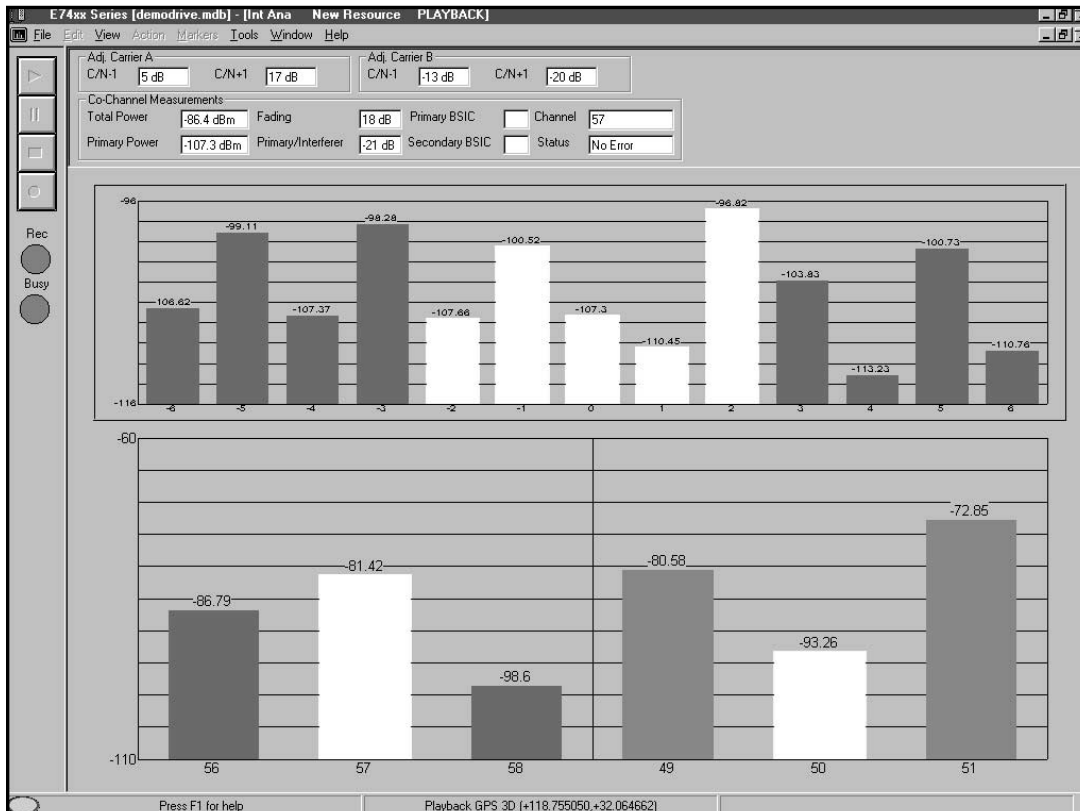 E74xx Series [demodrive.mdb] - [Int Ana New Resource PLAYBACK]
File Edit View Action Markers Tools Window Help
Adj. Carrier A
C/N-1 5 dB C/N+1 17 dB
Adj. Carrier B
C/N-1 -13 dB C/N+1 -20 dB
Co-Channel Measurements
Total Power -86.4 dBm Fading 18 dB Primary BSIC Channel 57
Primary Power -107.3 dBm Primary/Interferer -21 dB Secondary BSIC Status No Error
Rec
Busy
-96
-106.62 -99.11 -107.37 -98.28 -107.66 -100.52 -107.3 -110.45 -96.82 -103.83 -113.23 -100.73 -110.76
-116
-6 -5 -4 -3 -2 -1 0 1 2 3 4 5 6
-60
-86.79 -81.42 -98.6 -80.58 -93.26 -72.85
-110
56 57 58 49 50 51
Press F1 for help Playback GPS 3D (+118.755050,+32.064662)